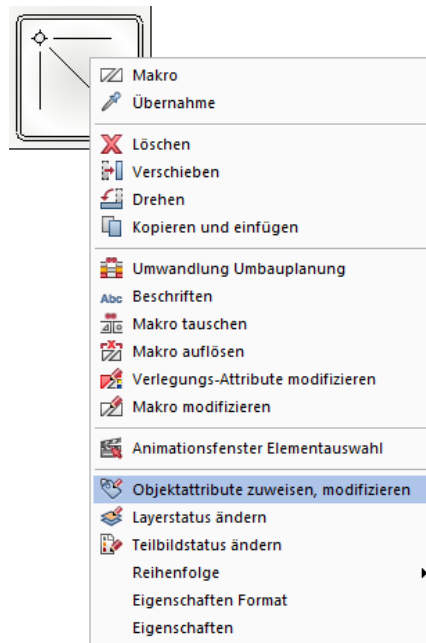 Makro
Übernahme
Löschen
Verschieben
Drehen
Kopieren und einfügen
Umwandlung Umbauplanung
Abc Beschriften
Makro tauschen
Makro auflösen
Verlegungs-Attribute modifizieren
Makro modifizieren
Animationsfenster Elementauswahl
Objektattribute zuweisen, modifizieren
Layerstatus ändern
Teilbildstatus ändern
Reihenfolge
Eigenschaften Format
Eigenschaften